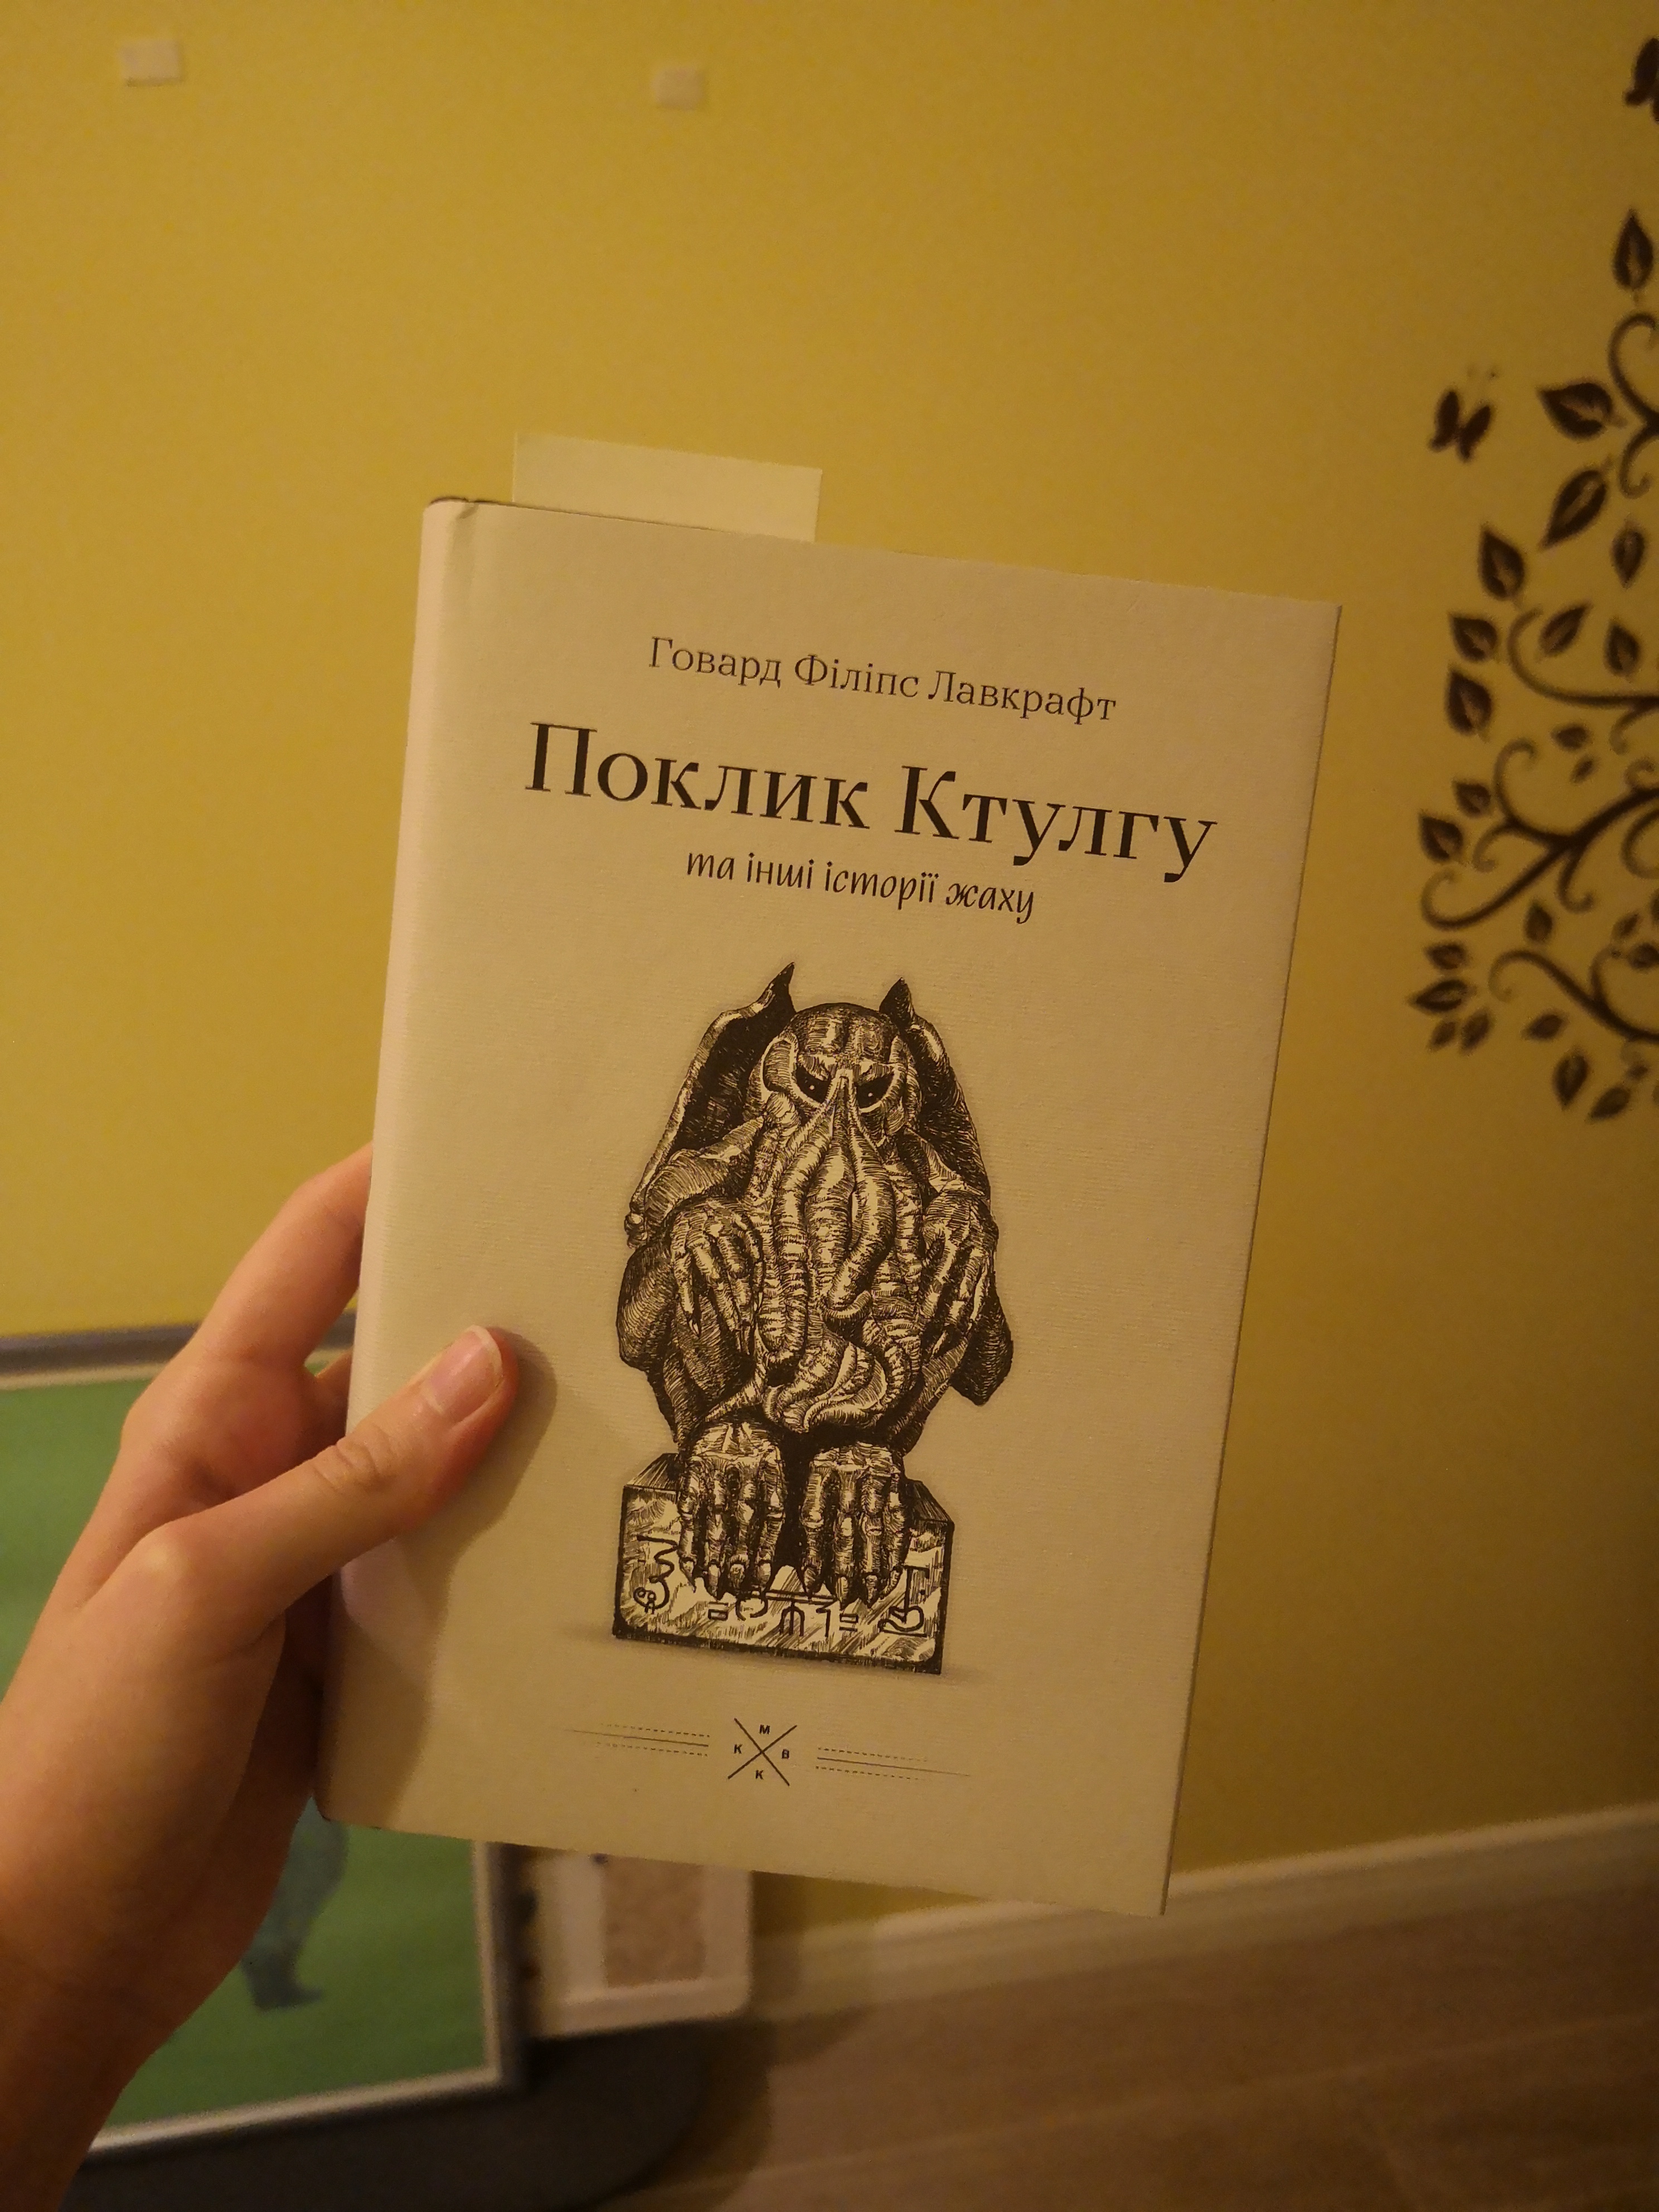 Говард Філіпс Лавкрафт
Поклик Ктулгу
та інші історії жаху
М
К В
К